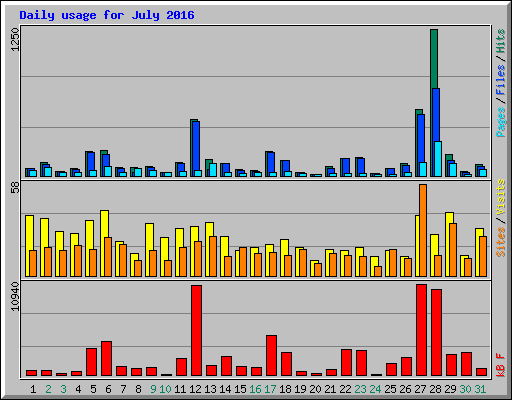 Daily usage for July 2016
1250
Pages / Files / Hits
58
Sites / Visits
10940
kB F
1 2 3 4 5 6 7 8 9 10 11 12 13 14 15 16 17 18 19 20 21 22 23 24 25 26 27 28 29 30 31